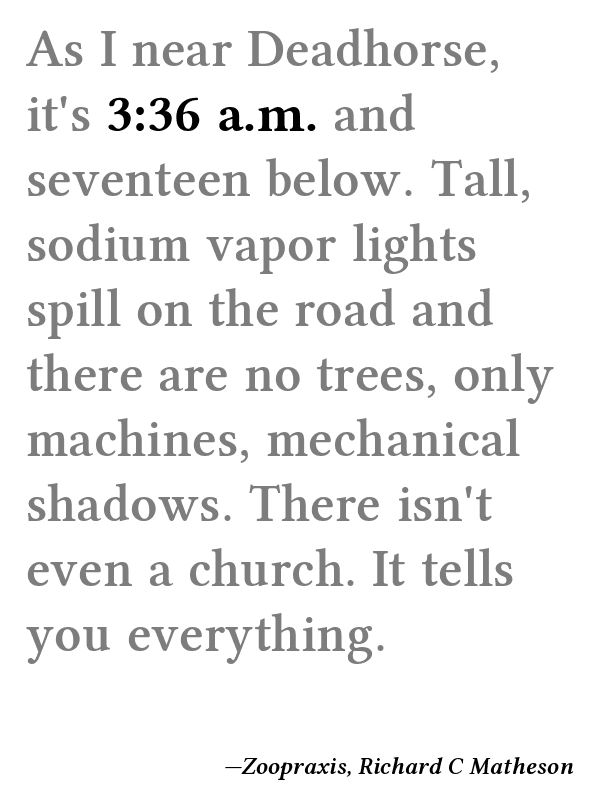 As I near Deadhorse,
it's 3:36 a.m. and
seventeen below. Tall,
sodium vapor lights
spill on the road and
there are no trees, only
machines, mechanical
shadows. There isn't
even a church. It tells
you everything.
—Zoopraxis, Richard C Matheson